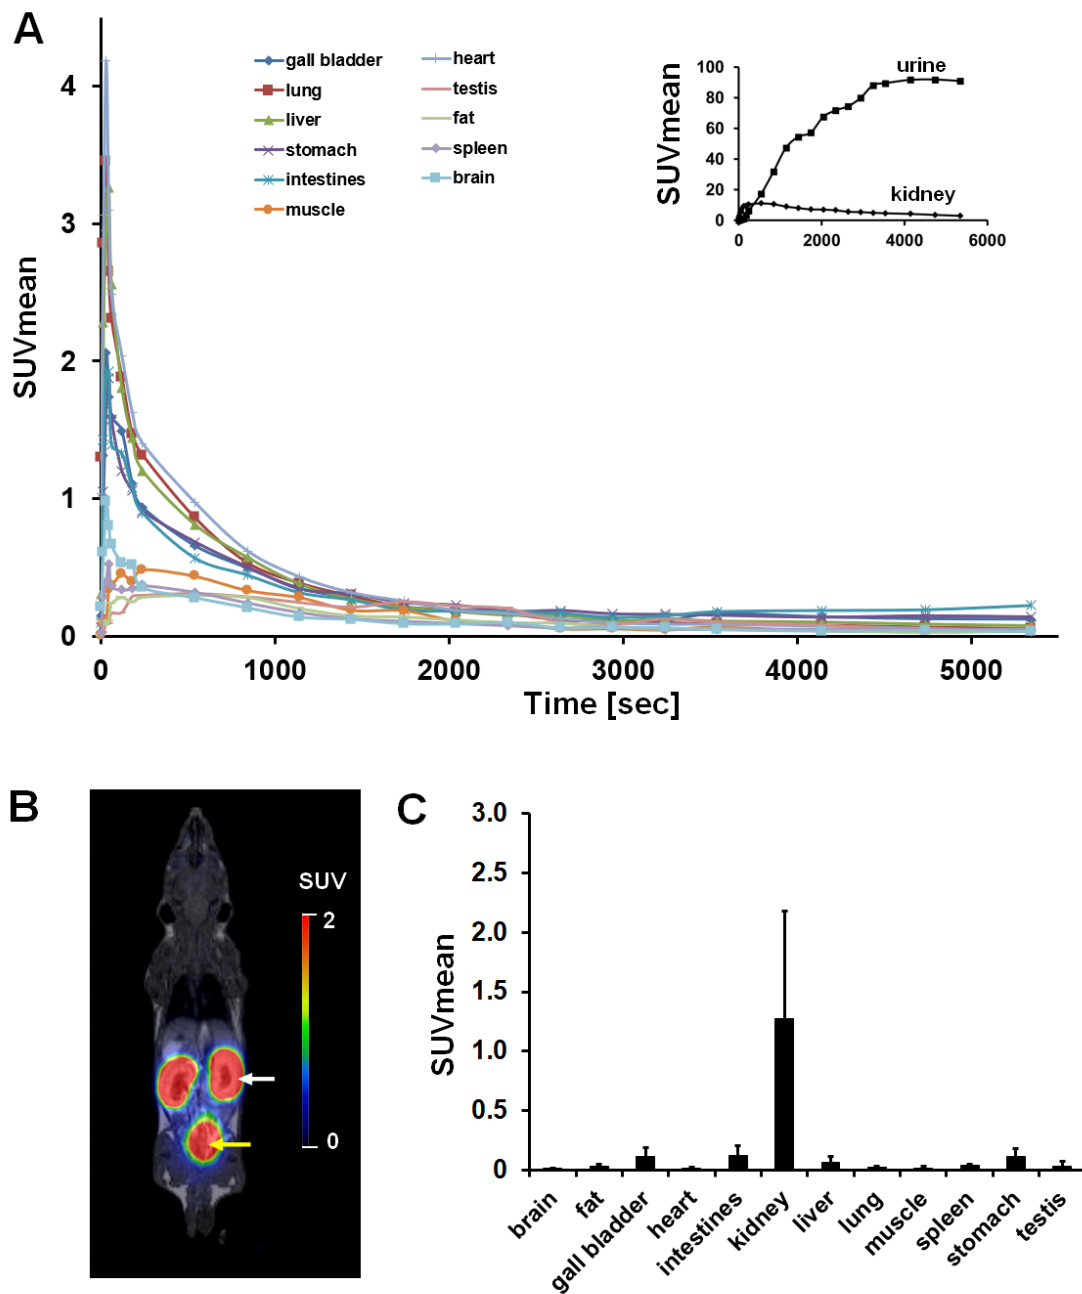 A
gall bladder
lung
liver
stomach
intestines
muscle
heart
testis
fat
spleen
brain
SUVmean
4
3
2
1
0
0 1000 2000 3000 4000 5000
Time [sec]
SUVmean
100
80
60
40
20
0
0 2000 4000 6000
urine
kidney
B
SUV
2
0
C
SUVmean
3.0
2.5
2.0
1.5
1.0
0.5
0
brain
fat
gall bladder
heart
intestines
kidney
liver
lung
muscle
spleen
stomach
testis